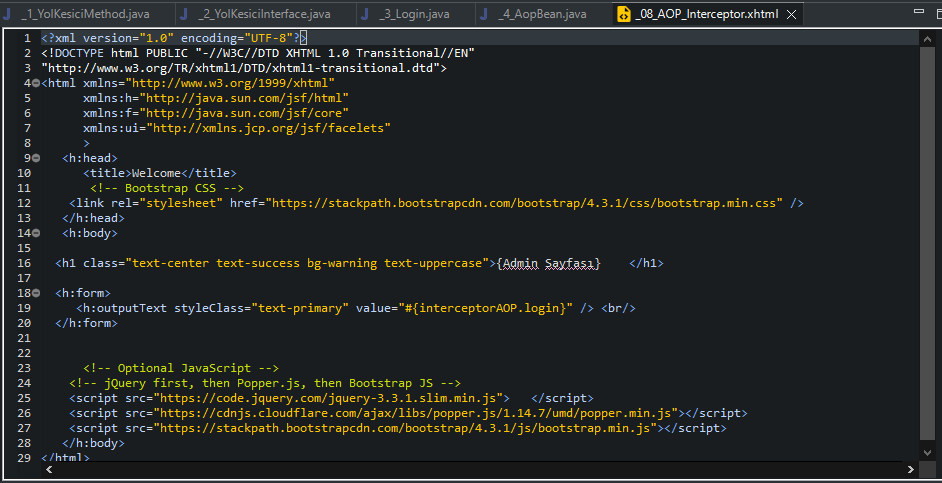 _1_YolKesiciMethod.java  _2_YolKesiciInterface.java  _3_Login.java  _4_AopBean.java  _08_AOP_Interceptor.xhtml
1 <?xml version="1.0" encoding="UTF-8"?>
2 <!DOCTYPE html PUBLIC "-//W3C//DTD XHTML 1.0 Transitional//EN"
3 "http://www.w3.org/TR/xhtml1/DTD/xhtml1-transitional.dtd">
4 <html xmlns="http://www.w3.org/1999/xhtml"
5       xmlns:h="http://java.sun.com/jsf/html"
6       xmlns:f="http://java.sun.com/jsf/core"
7       xmlns:ui="http://xmlns.jcp.org/jsf/facelets"
8       >
9    <h:head>
10       <title>Welcome</title>
11        <!-- Bootstrap CSS -->
12     <link rel="stylesheet" href="https://stackpath.bootstrapcdn.com/bootstrap/4.3.1/css/bootstrap.min.css" />
13    </h:head>
14    <h:body>
15
16   <h1 class="text-center text-success bg-warning text-uppercase">{Admin Sayfası}    </h1>
17
18   <h:form>
19      <h:outputText styleClass="text-primary" value="#{interceptorAOP.login}" /> <br/>
20   </h:form>
21
22
23       <!-- Optional JavaScript -->
24     <!-- jQuery first, then Popper.js, then Bootstrap JS -->
25     <script src="https://code.jquery.com/jquery-3.3.1.slim.min.js">   </script>
26     <script src="https://cdnjs.cloudflare.com/ajax/libs/popper.js/1.14.7/umd/popper.min.js"></script>
27     <script src="https://stackpath.bootstrapcdn.com/bootstrap/4.3.1/js/bootstrap.min.js"></script>
28    </h:body>
29 </html>